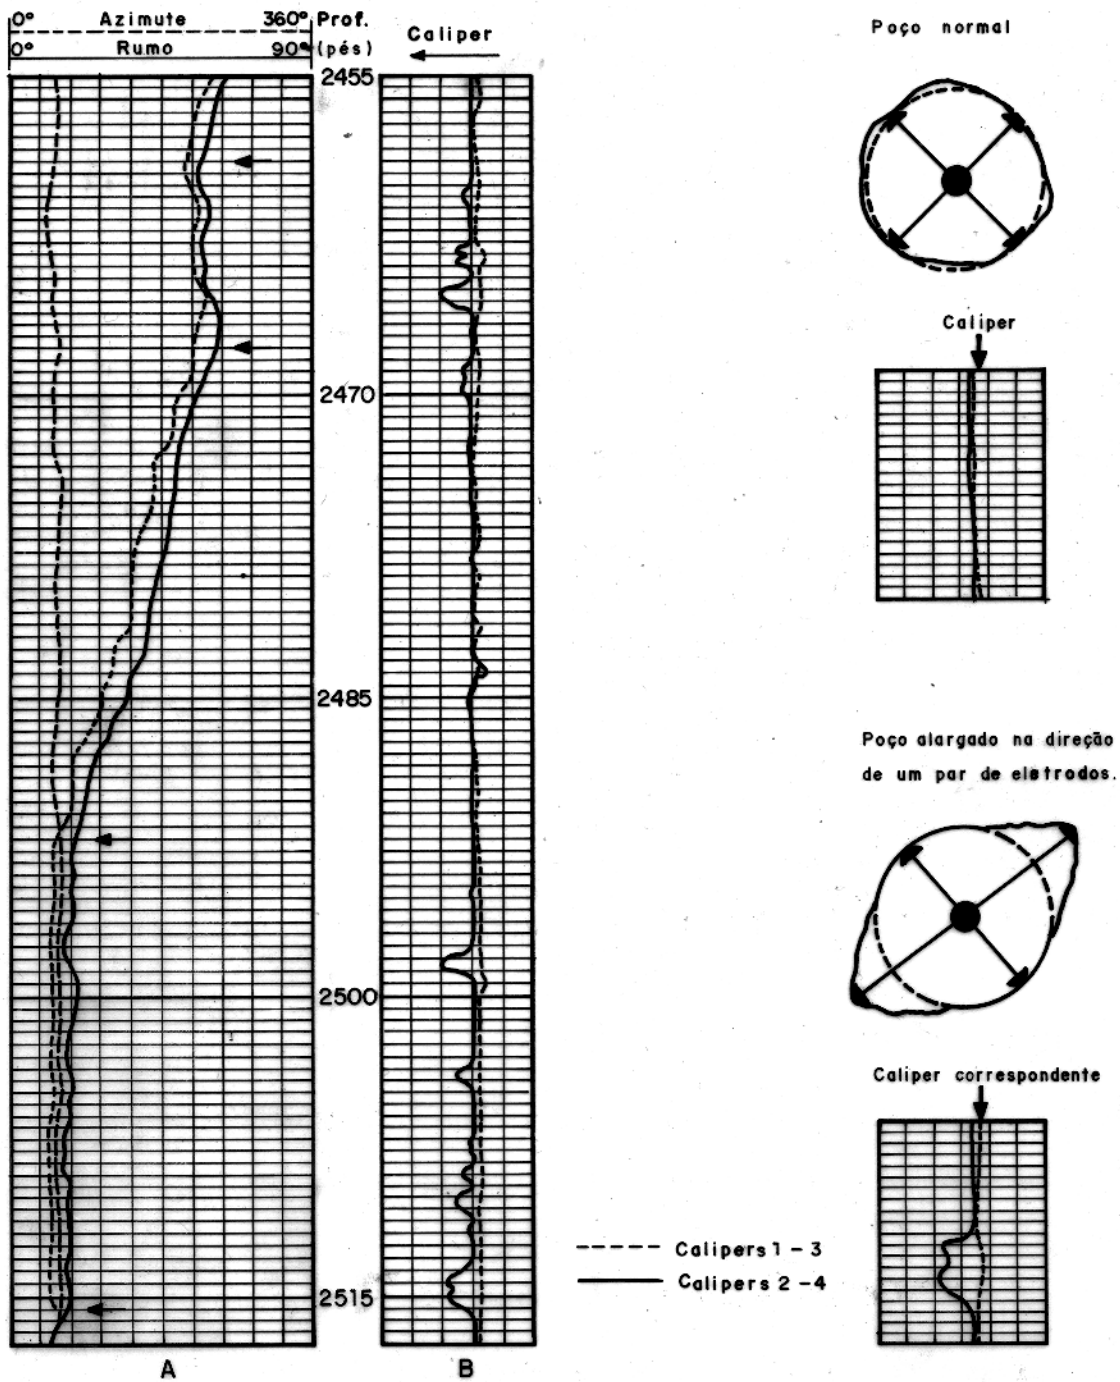 0° Azimute 360° Prof.
0° Rumo 90° (pés)
Caliper
2455
2470
2485
2500
2515
A
B
Poço normal
Caliper
Poço alargado na direção
de um par de eletrodos.
Caliper correspondente
Calipers 1 - 3
Calipers 2 - 4